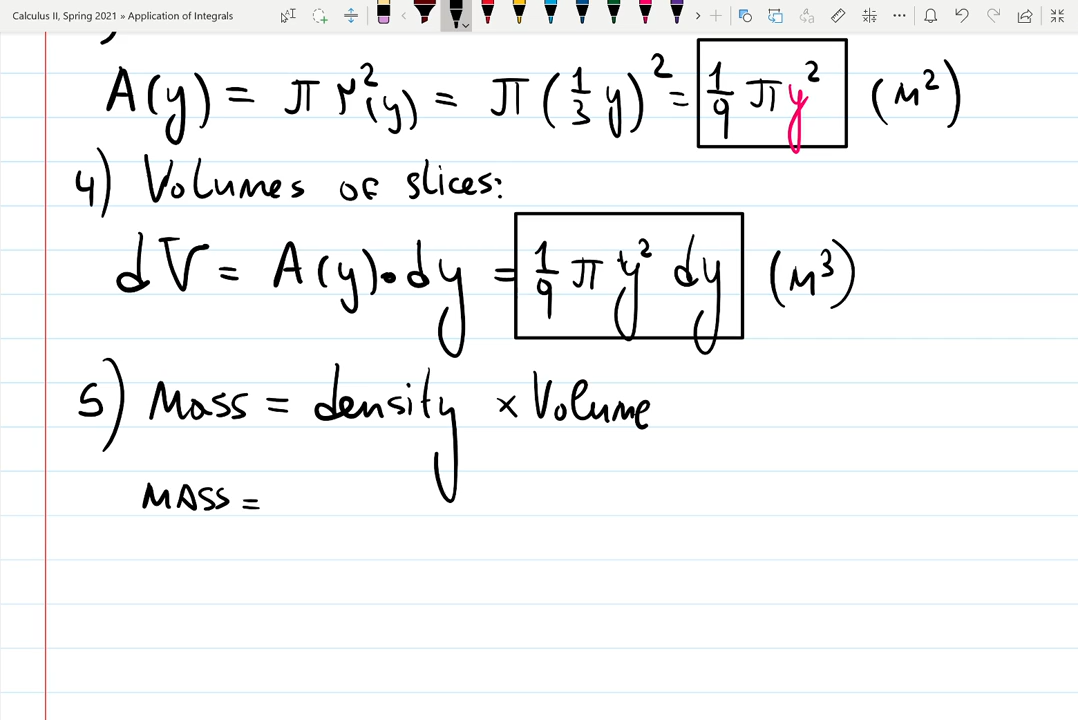 Calculus II, Spring 2021 » Application of Integrals
A(y) = π r²(y) = π(1/3 y)² = 1/9 π y² (m²)
4) Volumes of slices:
dV = A(y)·dy = 1/9 π y² dy (m³)
5) Mass = density × Volume
MASS =